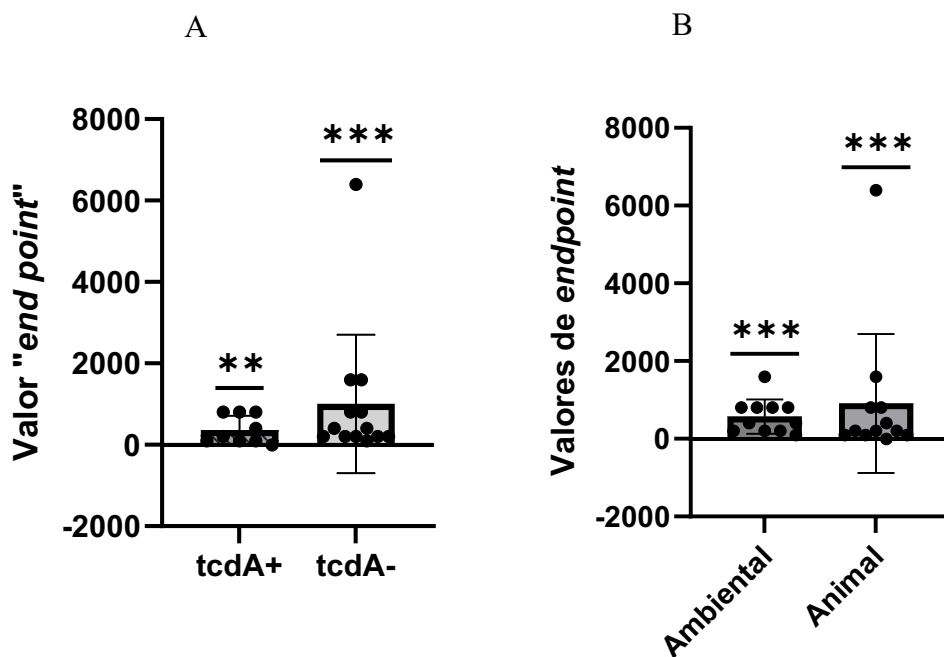 A
B
Valor "end point"
8000
6000
4000
2000
0
-2000
***
**
tcdA+
tcdA-
Valores de endpoint
8000
6000
4000
2000
0
-2000
***
***
Ambiental
Animal